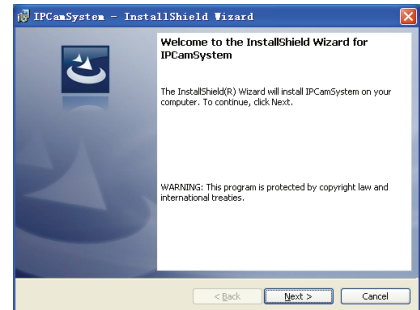 IPCamSystem - InstallShield Wizard
Welcome to the InstallShield Wizard for
IPCamSystem
The InstallShield(R) Wizard will install IPCamSystem on your
computer. To continue, click Next.
WARNING: This program is protected by copyright law and
international treaties.
< Back
Next >
Cancel